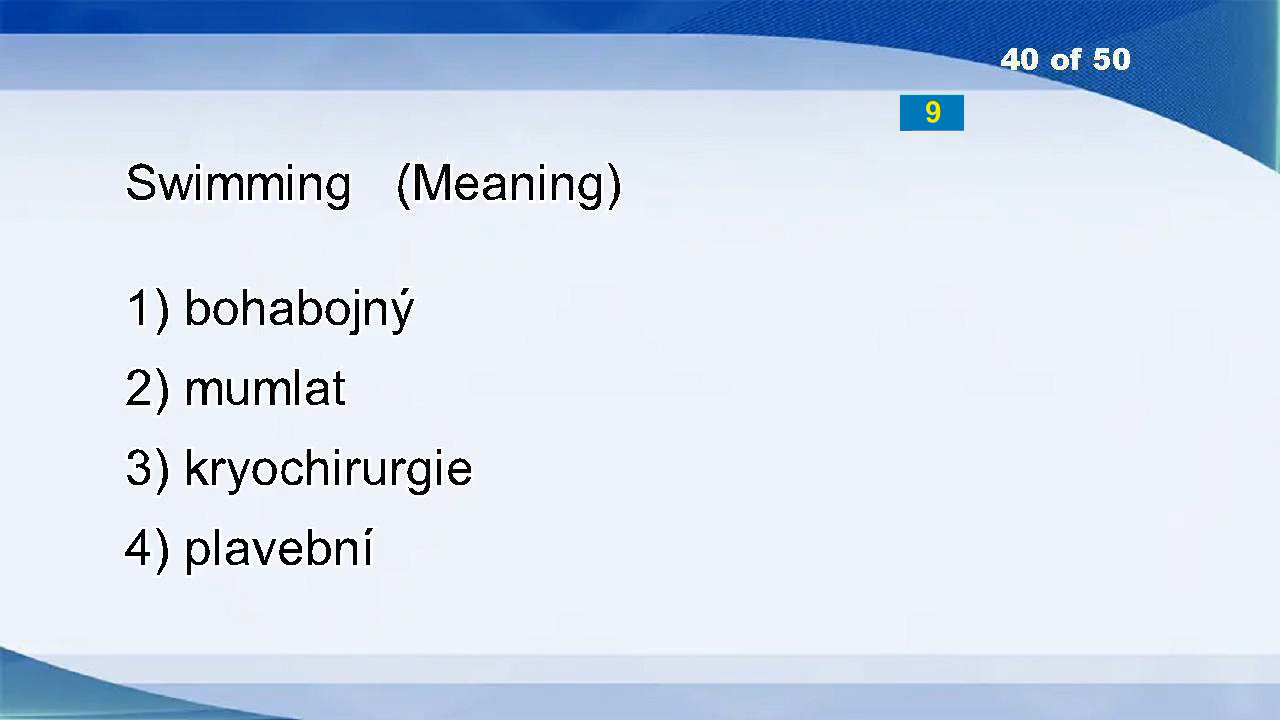 40 of 50
9
Swimming (Meaning)
1) bohabojný
2) mumlat
3) kryochirurgie
4) plavební